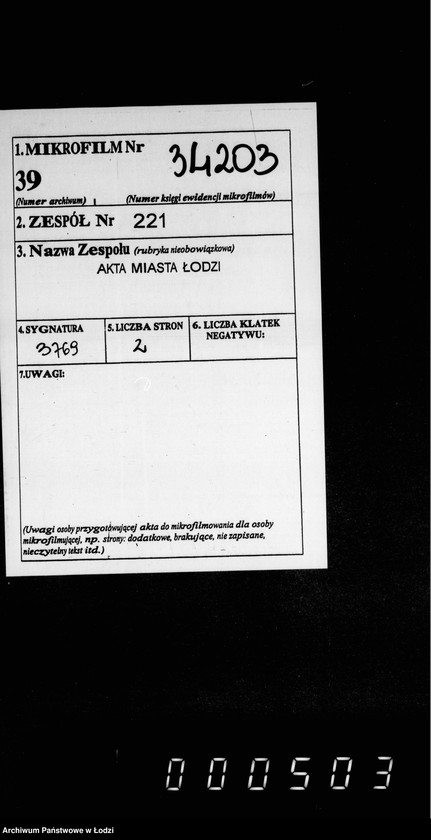 1. MIKROFILM Nr 34203
39
(Numer archiwum) (Numer księgi ewidencji mikrofilmów)
2. ZESPÓŁ Nr 221
3. Nazwa Zespołu (rubryka nieobowiązkowa)
AKTA MIASTA ŁODZI
4. SYGNATURA
3769
5. LICZBA STRON
2
6. LICZBA KLATEK
NEGATYWU:
7. UWAGI:
(Uwagi osoby przygotówującej akta do mikrofilmowania dla osoby
mikrofilmującej, np. strony: dodatkowe, brakujące, nie zapisane,
nieczytelny tekst itd.)
000503
Archiwum Państwowe w Łodzi